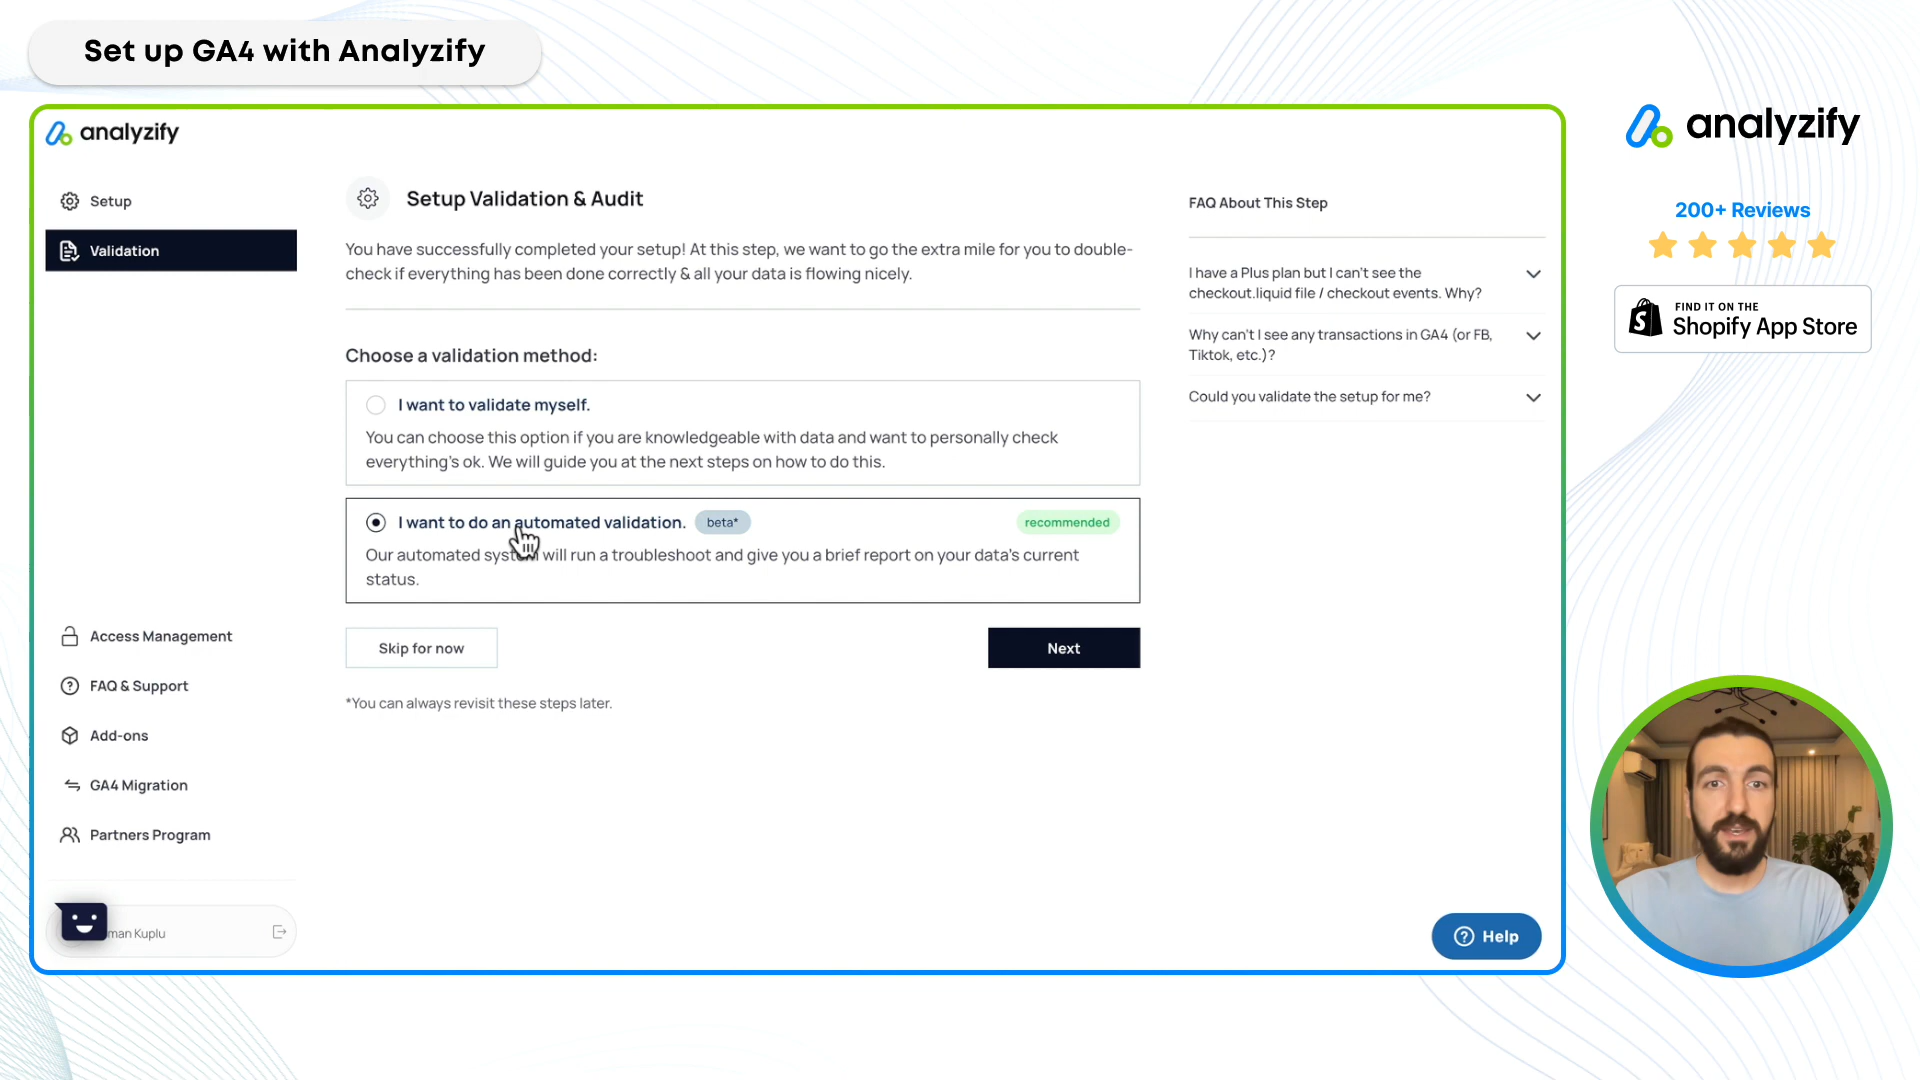 Set up GA4 with Analyzify
analyzify
Setup
Validation
Access Management
FAQ & Support
Add-ons
GA4 Migration
Partners Program
man Kuplu
Setup Validation & Audit
You have successfully completed your setup! At this step, we want to go the extra mile for you to double-
check if everything has been done correctly & all your data is flowing nicely.
Choose a validation method:
I want to validate myself.
You can choose this option if you are knowledgeable with data and want to personally check
everything's ok. We will guide you at the next steps on how to do this.
I want to do an automated validation. beta* recommended
Our automated system will run a troubleshoot and give you a brief report on your data's current
status.
Skip for now
Next
*You can always revisit these steps later.
FAQ About This Step
I have a Plus plan but I can't see the
checkout.liquid file / checkout events. Why?
Why can't I see any transactions in GA4 (or FB,
Tiktok, etc.)?
Could you validate the setup for me?
Help
analyzify
200+ Reviews
FIND IT ON THE
Shopify App Store